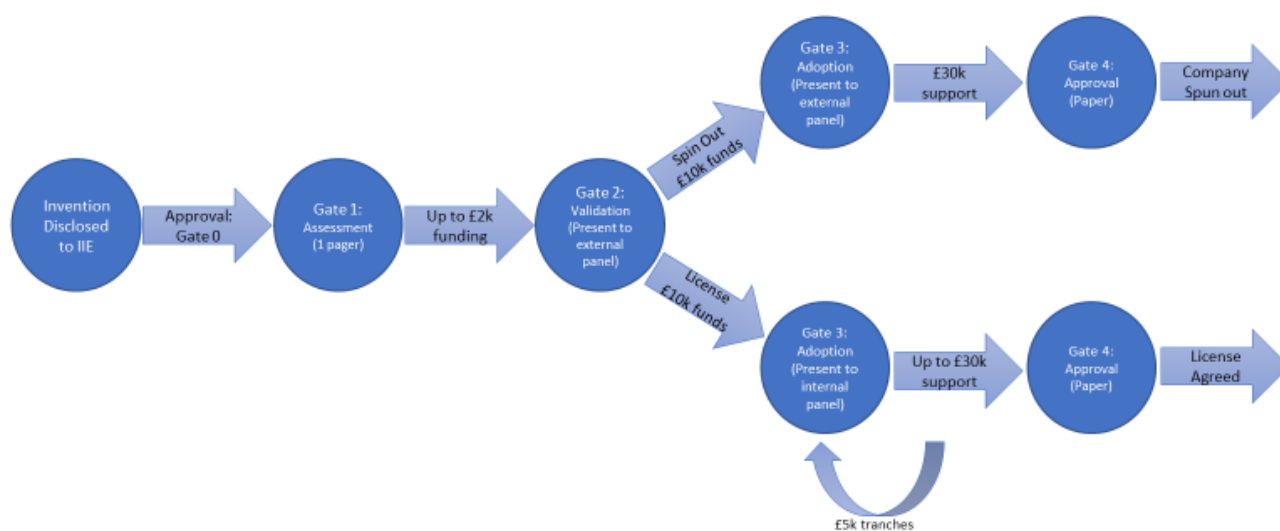 Invention
Disclosed
to IIE
Approval:
Gate 0
Gate 1:
Assessment
(1 pager)
Up to £2k
funding
Gate 2:
Validation
(Present to
external
panel)
Spin Out
£10k funds
Gate 3:
Adoption
(Present to
external
panel)
£30k
support
Gate 4:
Approval
(Paper)
Company
Spun out
License
£10k funds
Gate 3:
Adoption
(Present to
internal
panel)
Up to £30k
support
Gate 4:
Approval
(Paper)
License
Agreed
£5k tranches